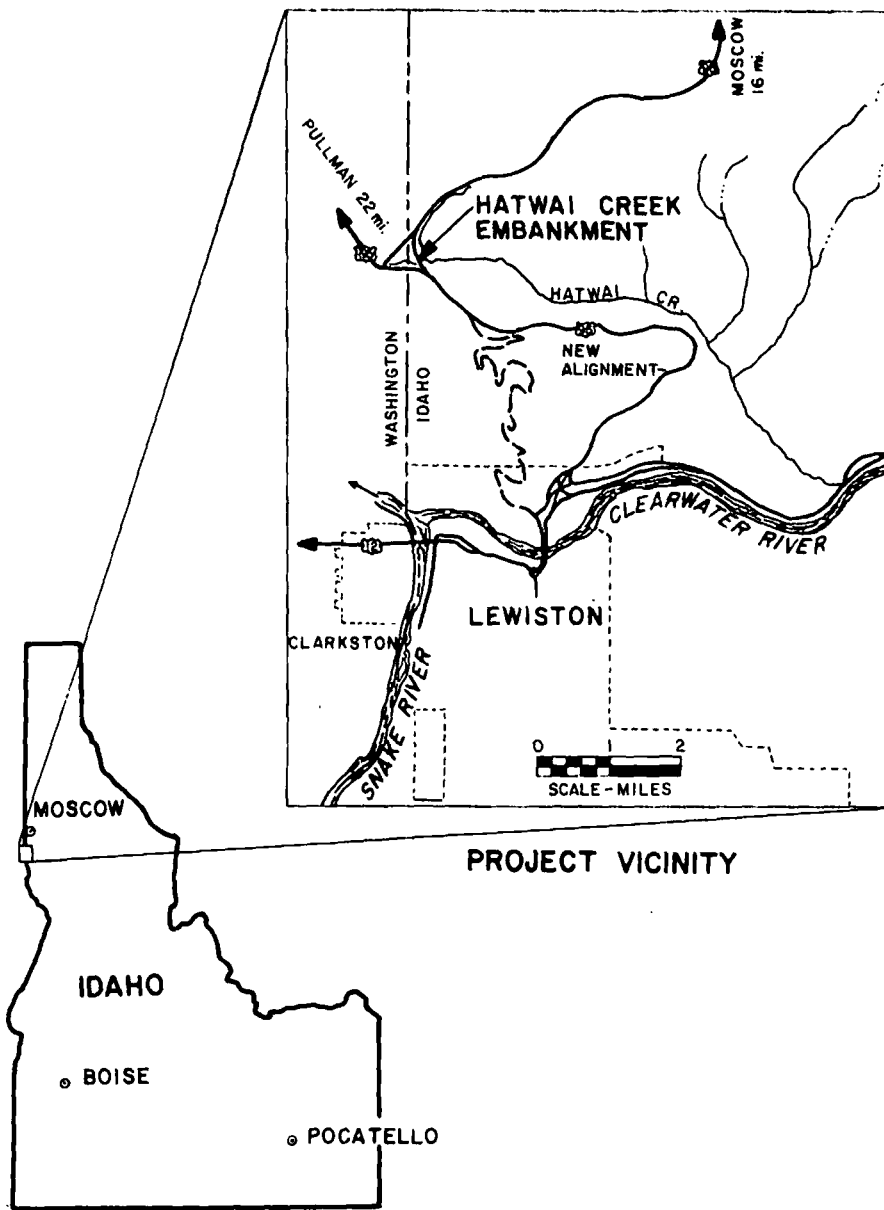 MOSCOW
16 mi.
PULLMAN 22 mi.
HATWAI CREEK
EMBANKMENT
HATWAI CR.
NEW
ALIGNMENT
WASHINGTON
IDAHO
CLEARWATER RIVER
12
LEWISTON
CLARKSTON
SNAKE RIVER
0 1 2
SCALE-MILES
MOSCOW
PROJECT VICINITY
IDAHO
BOISE
POCATELLO